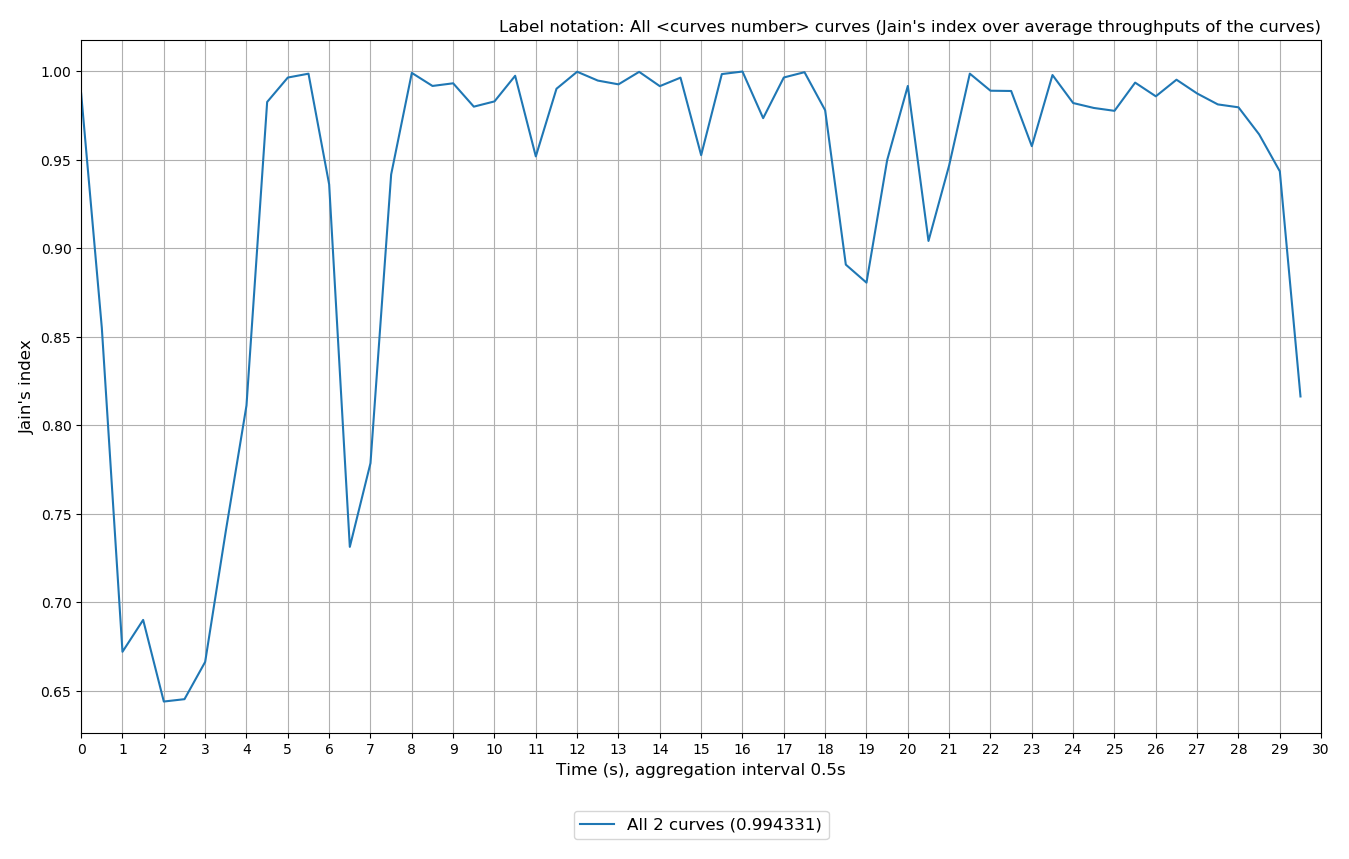 Label notation: All <curves number> curves (Jain's index over average throughputs of the curves)
1.00
0.95
0.90
0.85
0.80
0.75
0.70
0.65
Jain's index
0 1 2 3 4 5 6 7 8 9 10 11 12 13 14 15 16 17 18 19 20 21 22 23 24 25 26 27 28 29 30
Time (s), aggregation interval 0.5s
All 2 curves (0.994331)